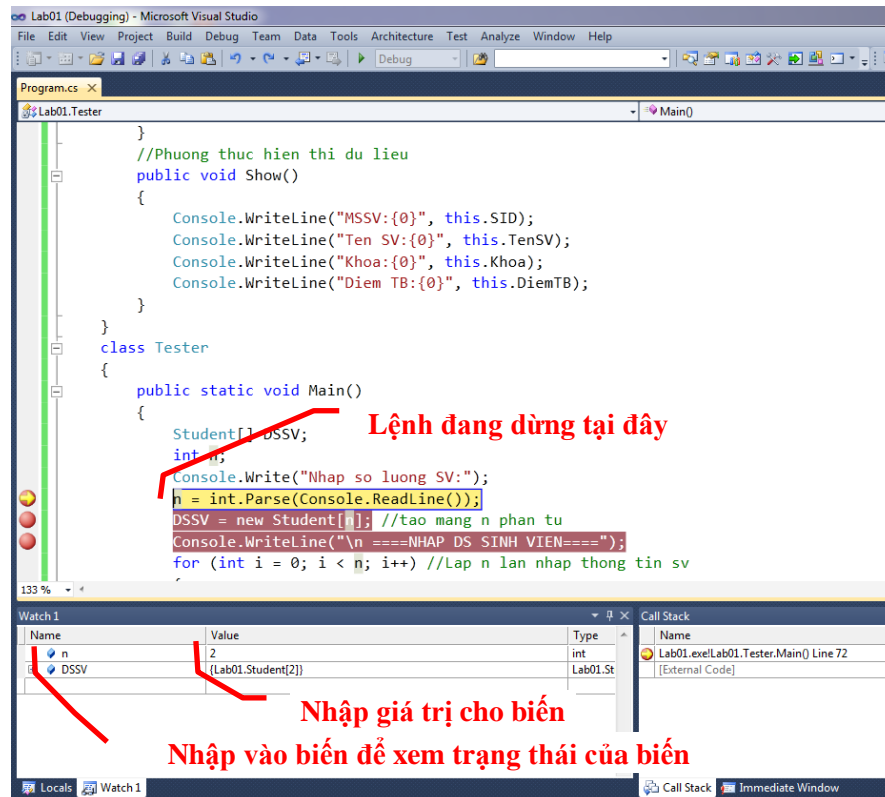 Lab01 (Debugging) - Microsoft Visual Studio
File Edit View Project Build Debug Team Data Tools Architecture Test Analyze Window Help
Debug
Program.cs
Lab01.Tester
Main()
}
//Phuong thuc hien thi du lieu
public void Show()
{
Console.WriteLine("MSSV:{0}", this.SID);
Console.WriteLine("Ten SV:{0}", this.TenSV);
Console.WriteLine("Khoa:{0}", this.Khoa);
Console.WriteLine("Diem TB:{0}", this.DiemTB);
}
}
class Tester
{
public static void Main()
{
Lệnh đang dừng tại đây
Student[] DSSV;
int n;
Console.Write("Nhap so luong SV:");
n = int.Parse(Console.ReadLine());
DSSV = new Student[n]; //tao mang n phan tu
Console.WriteLine("\n ====NHAP DS SINH VIEN====");
for (int i = 0; i < n; i++) //Lap n lan nhap thong tin sv
133 %
Watch 1
Name Value Type
n 2 int
DSSV {Lab01.Student[2]} Lab01.St
Nhập giá trị cho biến
Nhập vào biến để xem trạng thái của biến
Locals Watch 1
Call Stack
Name
Lab01.exe!Lab01.Tester.Main() Line 72
[External Code]
Call Stack Immediate Window